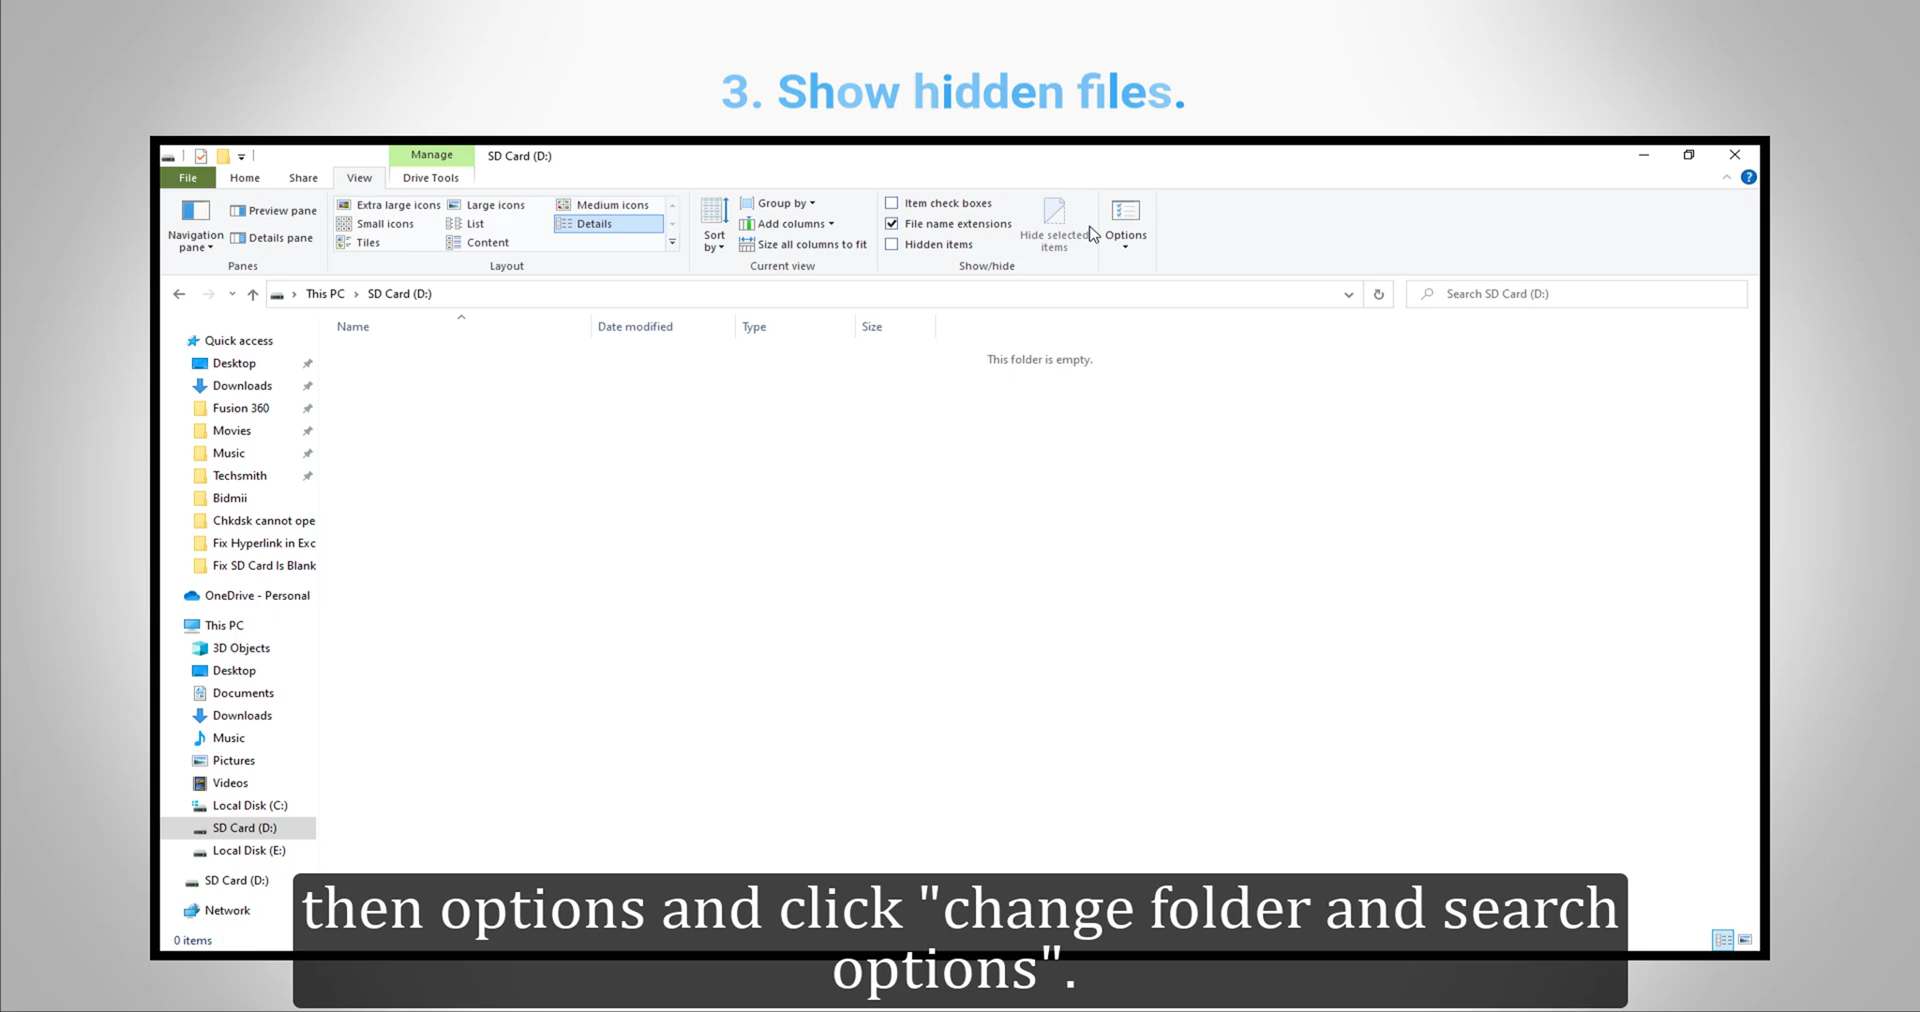 3. Show hidden files.
Manage
SD Card (D:)
File
Home
Share
View
Drive Tools
Navigation
pane
Preview pane
Details pane
Panes
Extra large icons
Large icons
Medium icons
Small icons
List
Details
Tiles
Content
Layout
Sort
by
Group by
Add columns
Size all columns to fit
Current view
Item check boxes
File name extensions
Hidden items
Hide selected
items
Show/hide
Options
This PC > SD Card (D:)
Search SD Card (D:)
Name
Date modified
Type
Size
This folder is empty.
Quick access
Desktop
Downloads
Fusion 360
Movies
Music
Techsmith
Bidmii
Chkdsk cannot ope
Fix Hyperlink in Exc
Fix SD Card Is Blank
OneDrive - Personal
This PC
3D Objects
Desktop
Documents
Downloads
Music
Pictures
Videos
Local Disk (C:)
SD Card (D:)
Local Disk (E:)
SD Card (D:)
Network
0 items
then options and click "change folder and search
options".